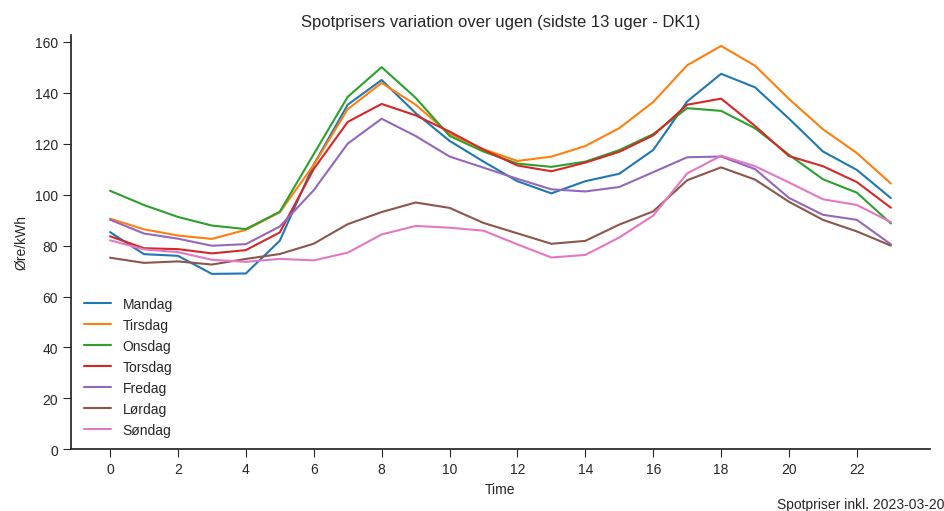 Spotprisers variation over ugen (sidste 13 uger - DK1)
160
140
120
100
80
60
40
20
0
Øre/kWh
Mandag
Tirsdag
Onsdag
Torsdag
Fredag
Lørdag
Søndag
0 2 4 6 8 10 12 14 16 18 20 22
Time
Spotpriser inkl. 2023-03-20